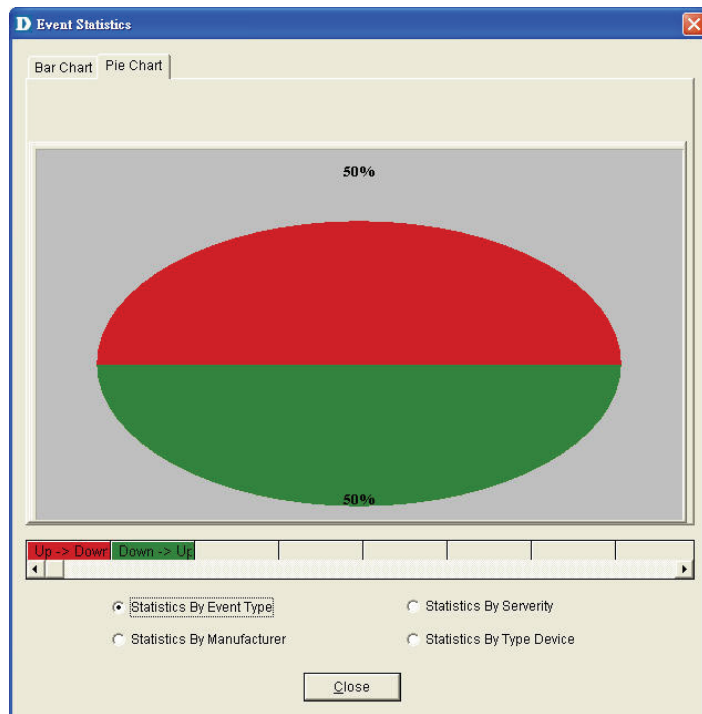 D Event Statistics
Bar Chart Pie Chart
50%
50%
Up -> Down Down -> Up
Statistics By Event Type Statistics By Serverity
Statistics By Manufacturer Statistics By Type Device
Close